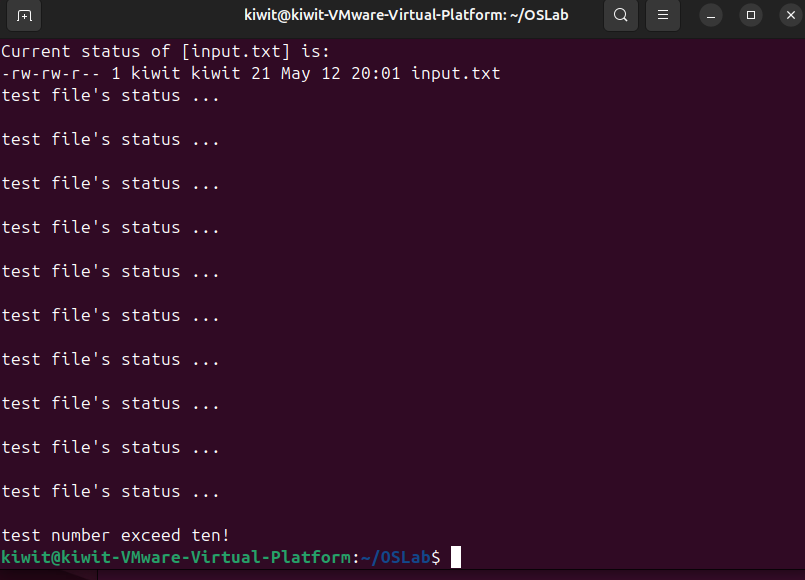 kiwit@kiwit-VMware-Virtual-Platform: ~/OSLab
Current status of [input.txt] is:
-rw-rw-r-- 1 kiwit kiwit 21 May 12 20:01 input.txt
test file's status ...
test file's status ...
test file's status ...
test file's status ...
test file's status ...
test file's status ...
test file's status ...
test file's status ...
test file's status ...
test file's status ...
test number exceed ten!
kiwit@kiwit-VMware-Virtual-Platform:~/OSLab$